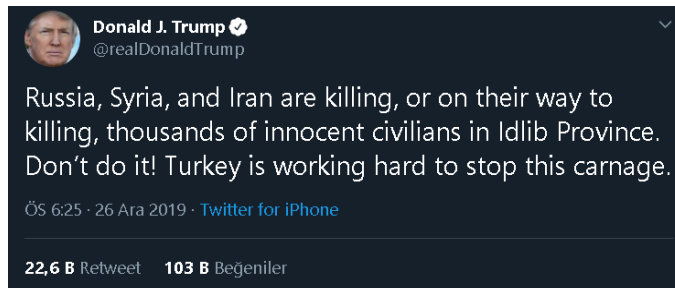 Donald J. Trump
@realDonaldTrump
Russia, Syria, and Iran are killing, or on their way to
killing, thousands of innocent civilians in Idlib Province.
Don't do it! Turkey is working hard to stop this carnage.
ÖS 6:25 · 26 Ara 2019 · Twitter for iPhone
22,6 B Retweet 103 B Beğeniler